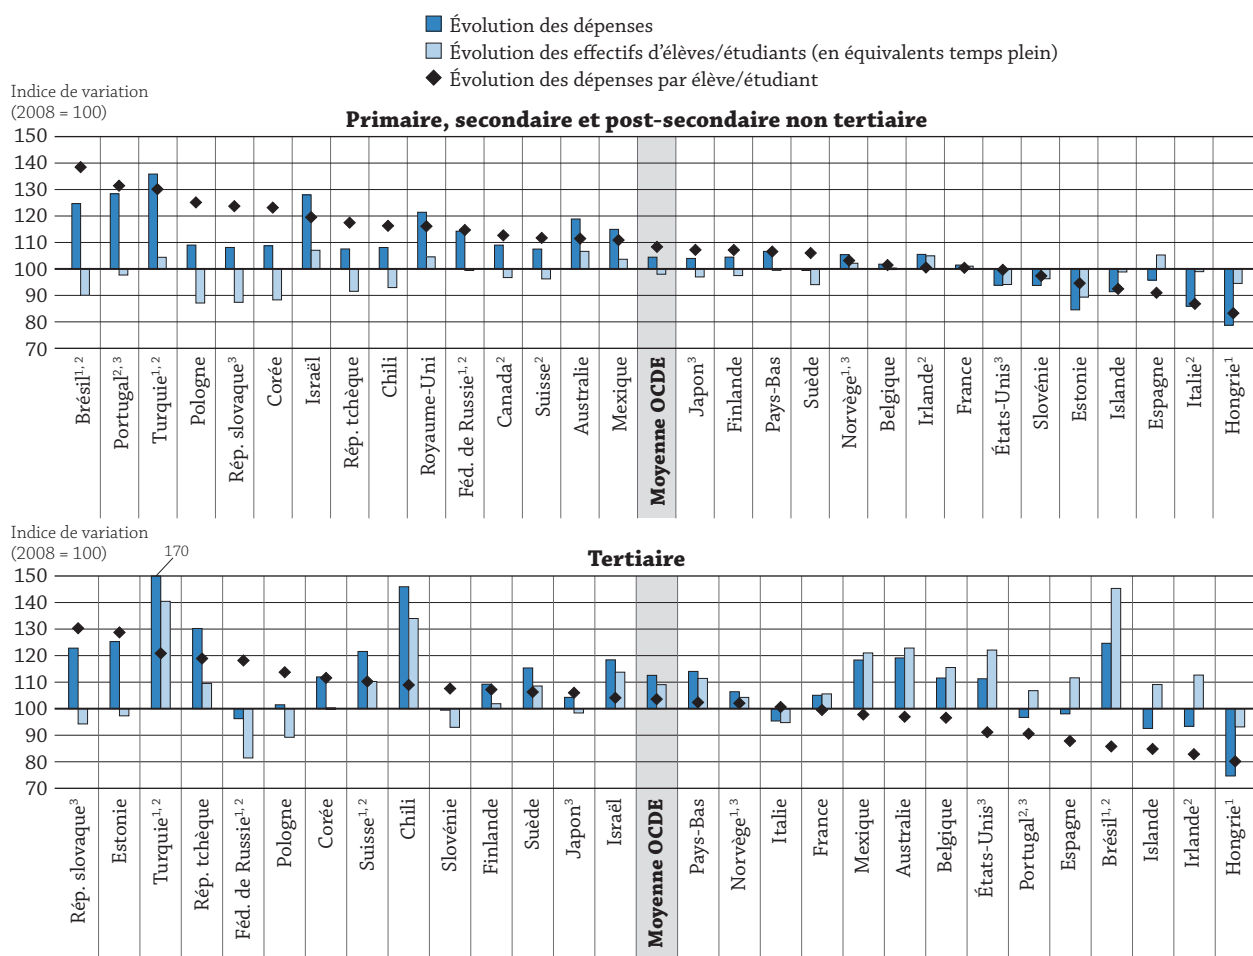 Évolution des dépenses
Évolution des effectifs d'élèves/étudiants (en équivalents temps plein)
Évolution des dépenses par élève/étudiant
Indice de variation
(2008 = 100)
Primaire, secondaire et post-secondaire non tertiaire
150
140
130
120
110
100
90
80
70
Brésil1, 2
Portugal2, 3
Turquie1, 2
Pologne
Rép. slovaque3
Corée
Israël
Rép. tchèque
Chili
Royaume-Uni
Féd. de Russie1, 2
Canada2
Suisse2
Australie
Mexique
Moyenne OCDE
Japon3
Finlande
Pays-Bas
Suède
Norvège1, 3
Belgique
Irlande2
France
États-Unis3
Slovénie
Estonie
Islande
Espagne
Italie2
Hongrie1
Indice de variation
(2008 = 100)
170
Tertiaire
150
140
130
120
110
100
90
80
70
Rép. slovaque3
Estonie
Turquie1, 2
Rép. tchèque
Féd. de Russie1, 2
Pologne
Corée
Suisse1, 2
Chili
Slovénie
Finlande
Suède
Japon3
Israël
Moyenne OCDE
Pays-Bas
Norvège1, 3
Italie
France
Mexique
Australie
Belgique
États-Unis3
Portugal2, 3
Espagne
Brésil1, 2
Islande
Irlande2
Hongrie1